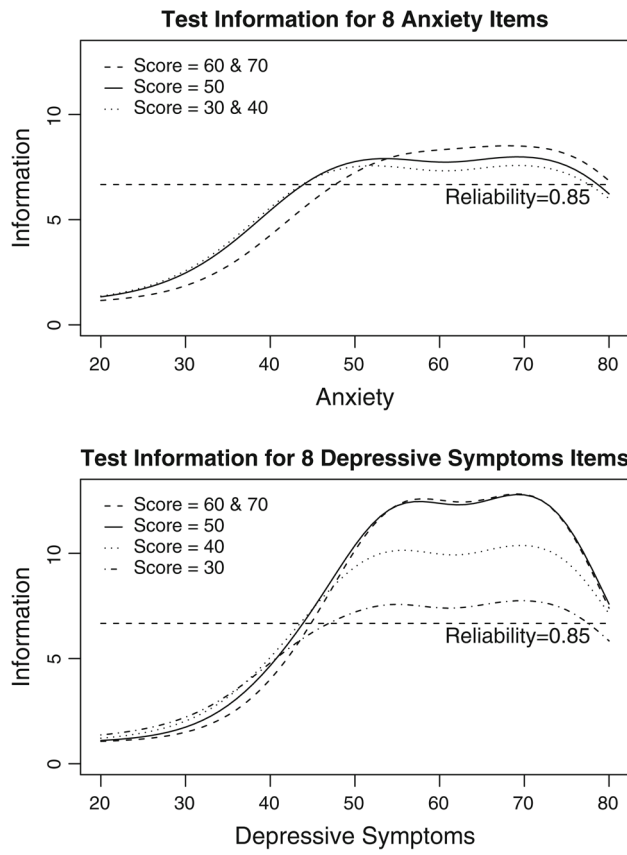 Test Information for 8 Anxiety Items
Score = 60 & 70
Score = 50
Score = 30 & 40
Information
10
5
0
Reliability=0.85
20 30 40 50 60 70 80
Anxiety
Test Information for 8 Depressive Symptoms Items
Score = 60 & 70
Score = 50
Score = 40
Score = 30
Information
10
5
0
Reliability=0.85
20 30 40 50 60 70 80
Depressive Symptoms